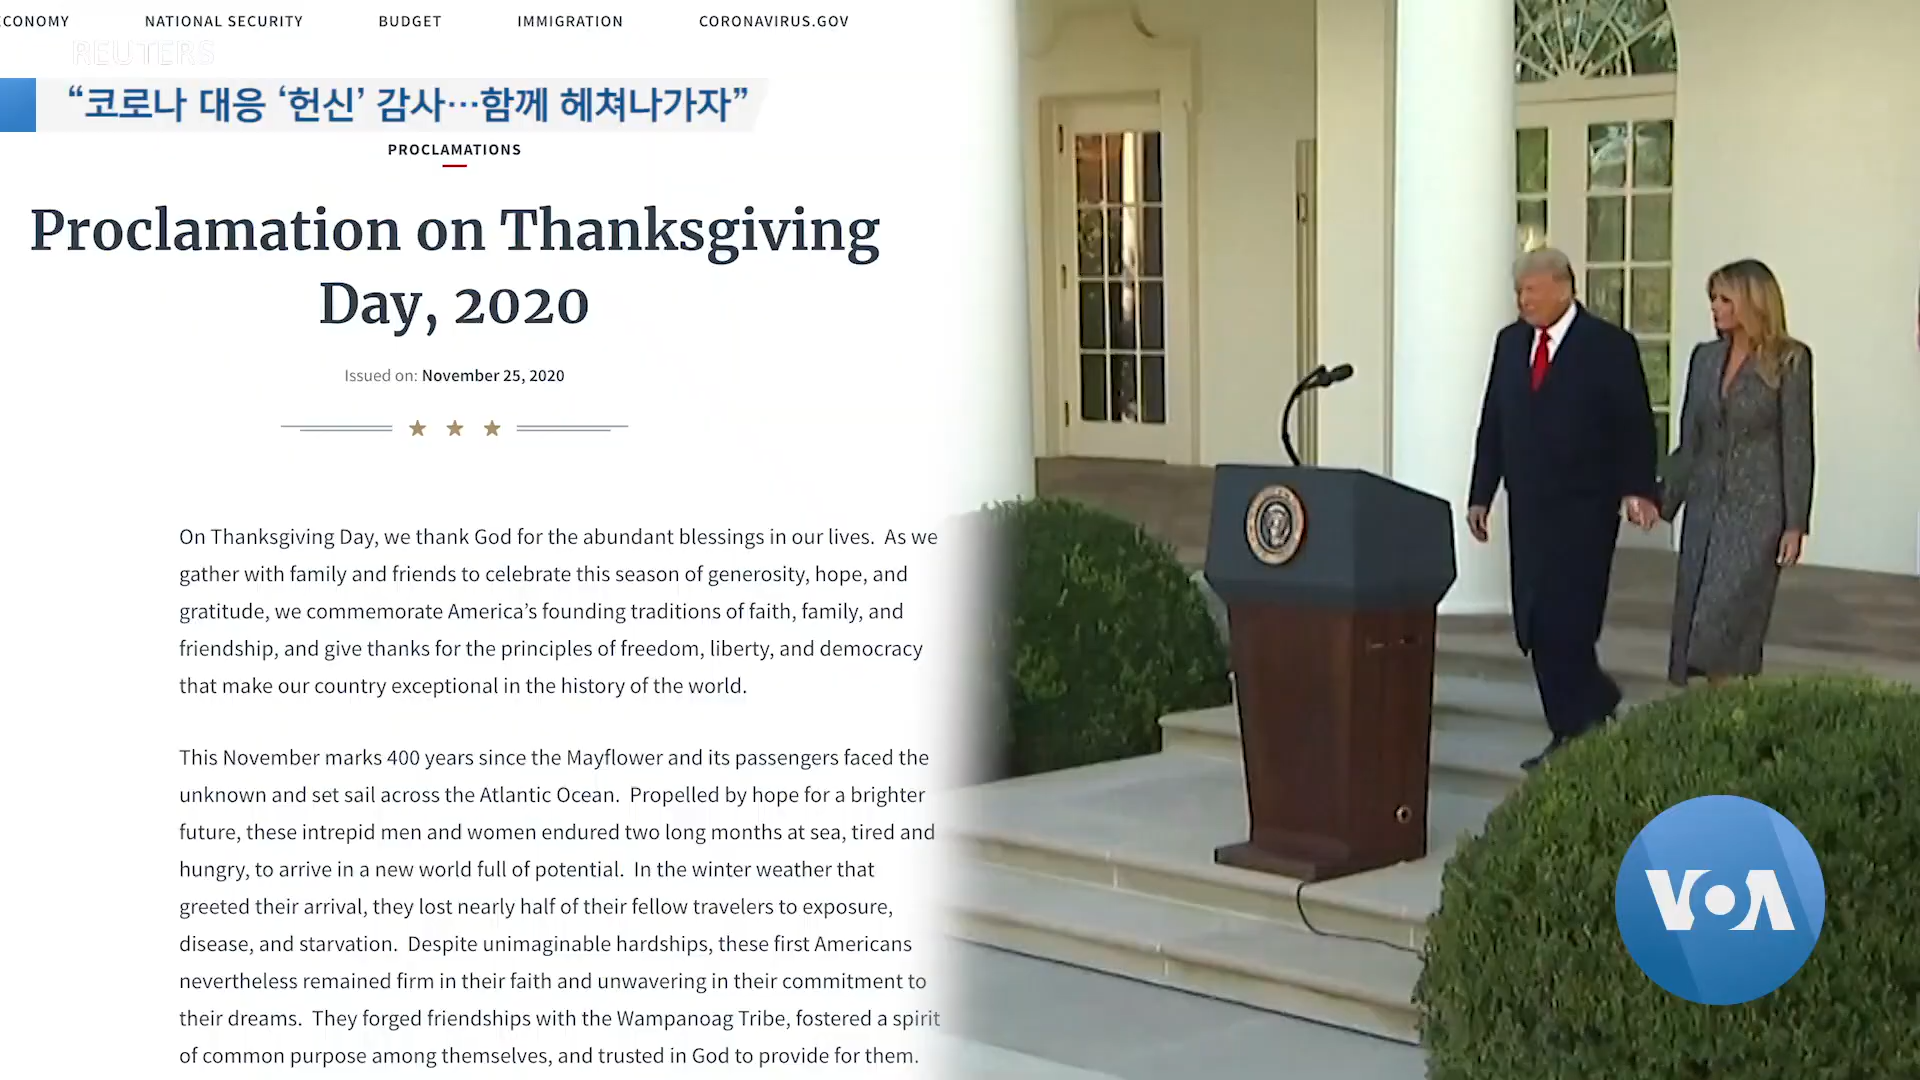 ECONOMY NATIONAL SECURITY BUDGET IMMIGRATION CORONAVIRUS.GOV
REUTERS
“코로나 대응 ‘헌신’ 감사…함께 헤쳐나가자”
PROCLAMATIONS
Proclamation on Thanksgiving
Day, 2020
Issued on: November 25, 2020
On Thanksgiving Day, we thank God for the abundant blessings in our lives.  As we
gather with family and friends to celebrate this season of generosity, hope, and
gratitude, we commemorate America’s founding traditions of faith, family, and
friendship, and give thanks for the principles of freedom, liberty, and democracy
that make our country exceptional in the history of the world.
This November marks 400 years since the Mayflower and its passengers faced the
unknown and set sail across the Atlantic Ocean.  Propelled by hope for a brighter
future, these intrepid men and women endured two long months at sea, tired and
hungry, to arrive in a new world full of potential.  In the winter weather that
greeted their arrival, they lost nearly half of their fellow travelers to exposure,
disease, and starvation.  Despite unimaginable hardships, these first Americans
nevertheless remained firm in their faith and unwavering in their commitment to
their dreams.  They forged friendships with the Wampanoag Tribe, fostered a spirit
of common purpose among themselves, and trusted in God to provide for them.
VOA